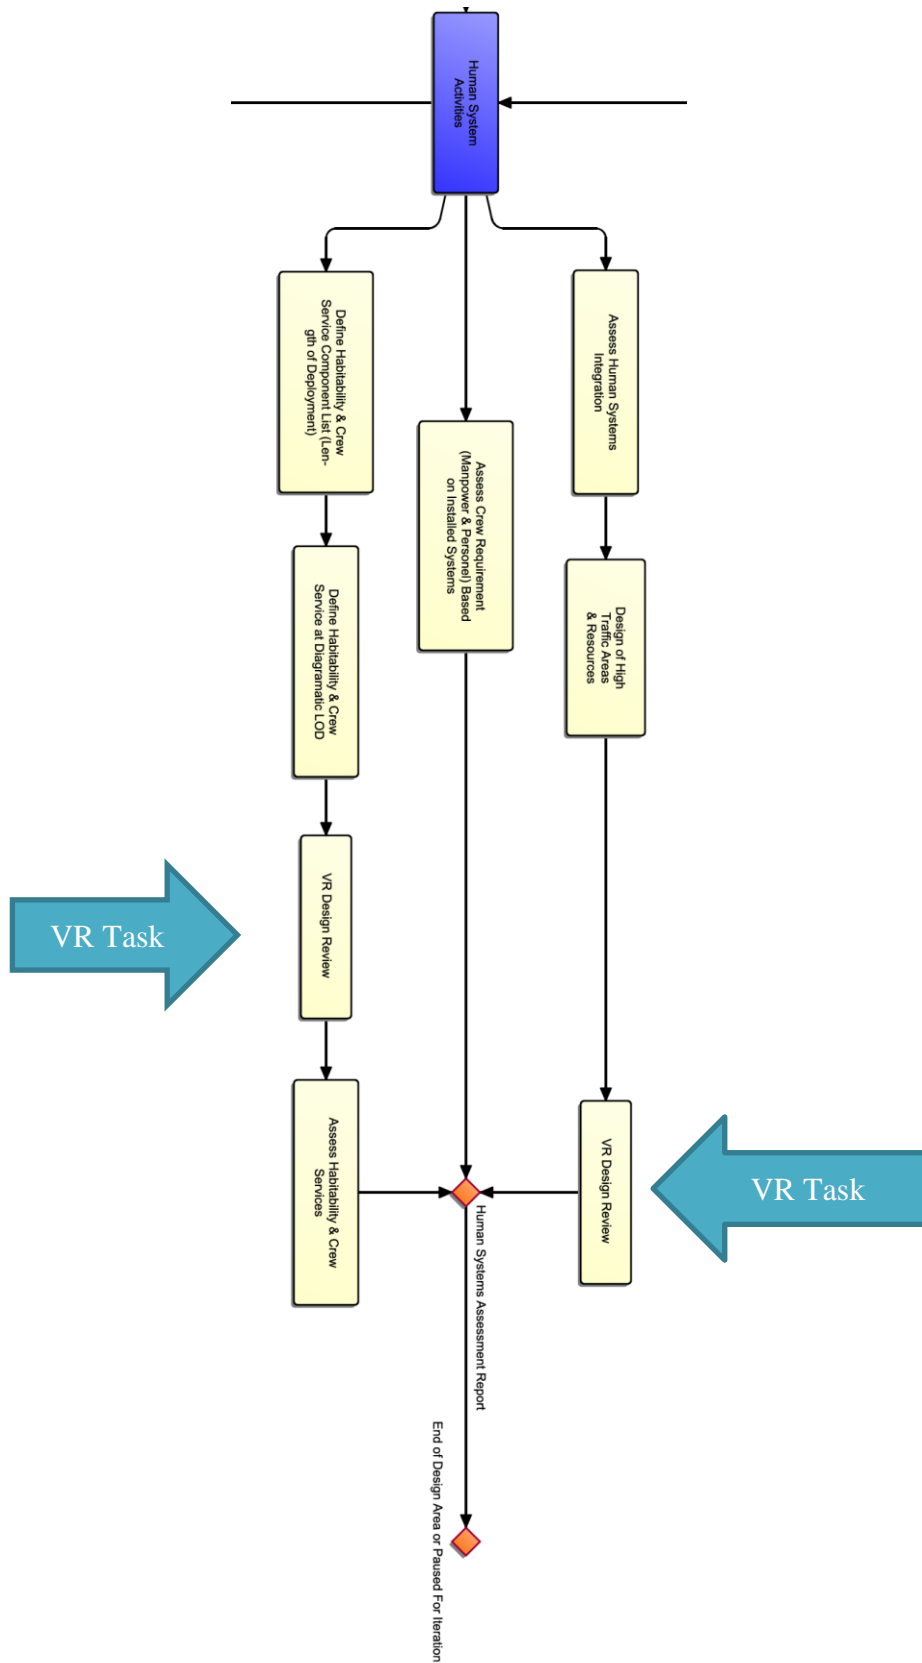 Human System
Activities
Define Habitability & Crew
Service Component List (Len-
gth of Deployment)
Assess Crew Requirement
(Manpower & Personel) Based
on Installed Systems
Assess Human Systems
Integration
Define Habitability & Crew
Service at Diagramatic LOD
Design of High
Traffic Areas
& Resources
VR Task
VR Design Review
Assess Habitability & Crew
Services
VR Design Review
VR Task
Human Systems Assessment Report
End of Design Area or Paused For Iteration